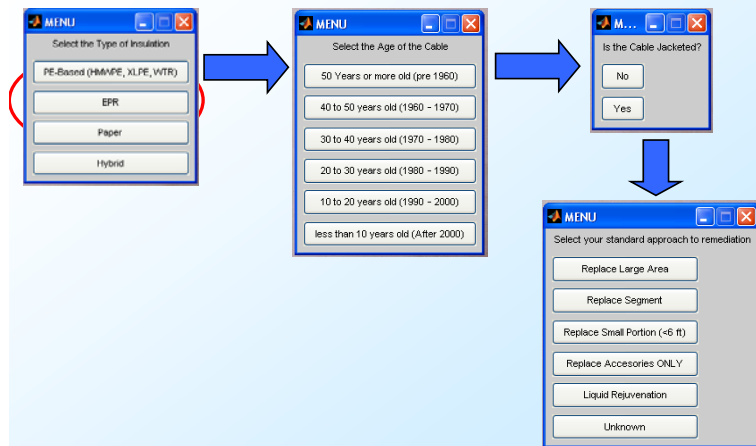 MENU
Select the Type of Insulation
PE-Based (HMWPE, XLPE, WTR)
EPR
Paper
Hybrid
MENU
Select the Age of the Cable
50 Years or more old (pre 1960)
40 to 50 years old (1960 - 1970)
30 to 40 years old (1970 - 1980)
20 to 30 years old (1980 - 1990)
10 to 20 years old (1990 - 2000)
less than 10 years old (After 2000)
M...
Is the Cable Jacketed?
No
Yes
MENU
Select your standard approach to remediation
Replace Large Area
Replace Segment
Replace Small Portion (<6 ft)
Replace Accesories ONLY
Liquid Rejuvenation
Unknown